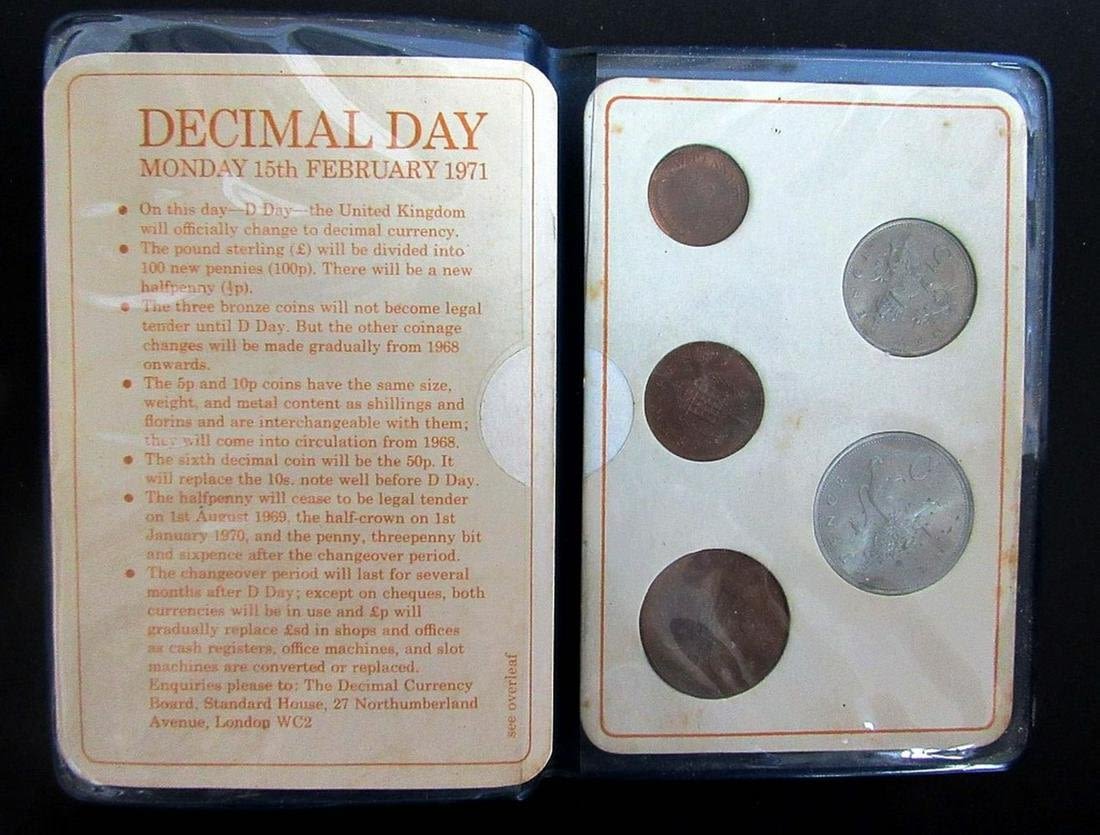 DECIMAL DAY
MONDAY 15th FEBRUARY 1971
• On this day—D Day—the United Kingdom
will officially change to decimal currency.
• The pound sterling (£) will be divided into
100 new pennies (100p). There will be a new
halfpenny (½p).
• The three bronze coins will not become legal
tender until D Day. But the other coinage
changes will be made gradually from 1968
onwards.
• The 5p and 10p coins have the same size,
weight, and metal content as shillings and
florins and are interchangeable with them;
they will come into circulation from 1968.
• The sixth decimal coin will be the 50p. It
will replace the 10s. note well before D Day.
• The halfpenny will cease to be legal tender
on 1st August 1969, the half-crown on 1st
January 1970, and the penny, threepenny bit
and sixpence after the changeover period.
• The changeover period will last for several
months after D Day; except on cheques, both
currencies will be in use and £p will
gradually replace £sd in shops and offices
as cash registers, office machines, and slot
machines are converted or replaced.
Enquiries please to: The Decimal Currency
Board, Standard House, 27 Northumberland
Avenue, London WC2
see overleaf